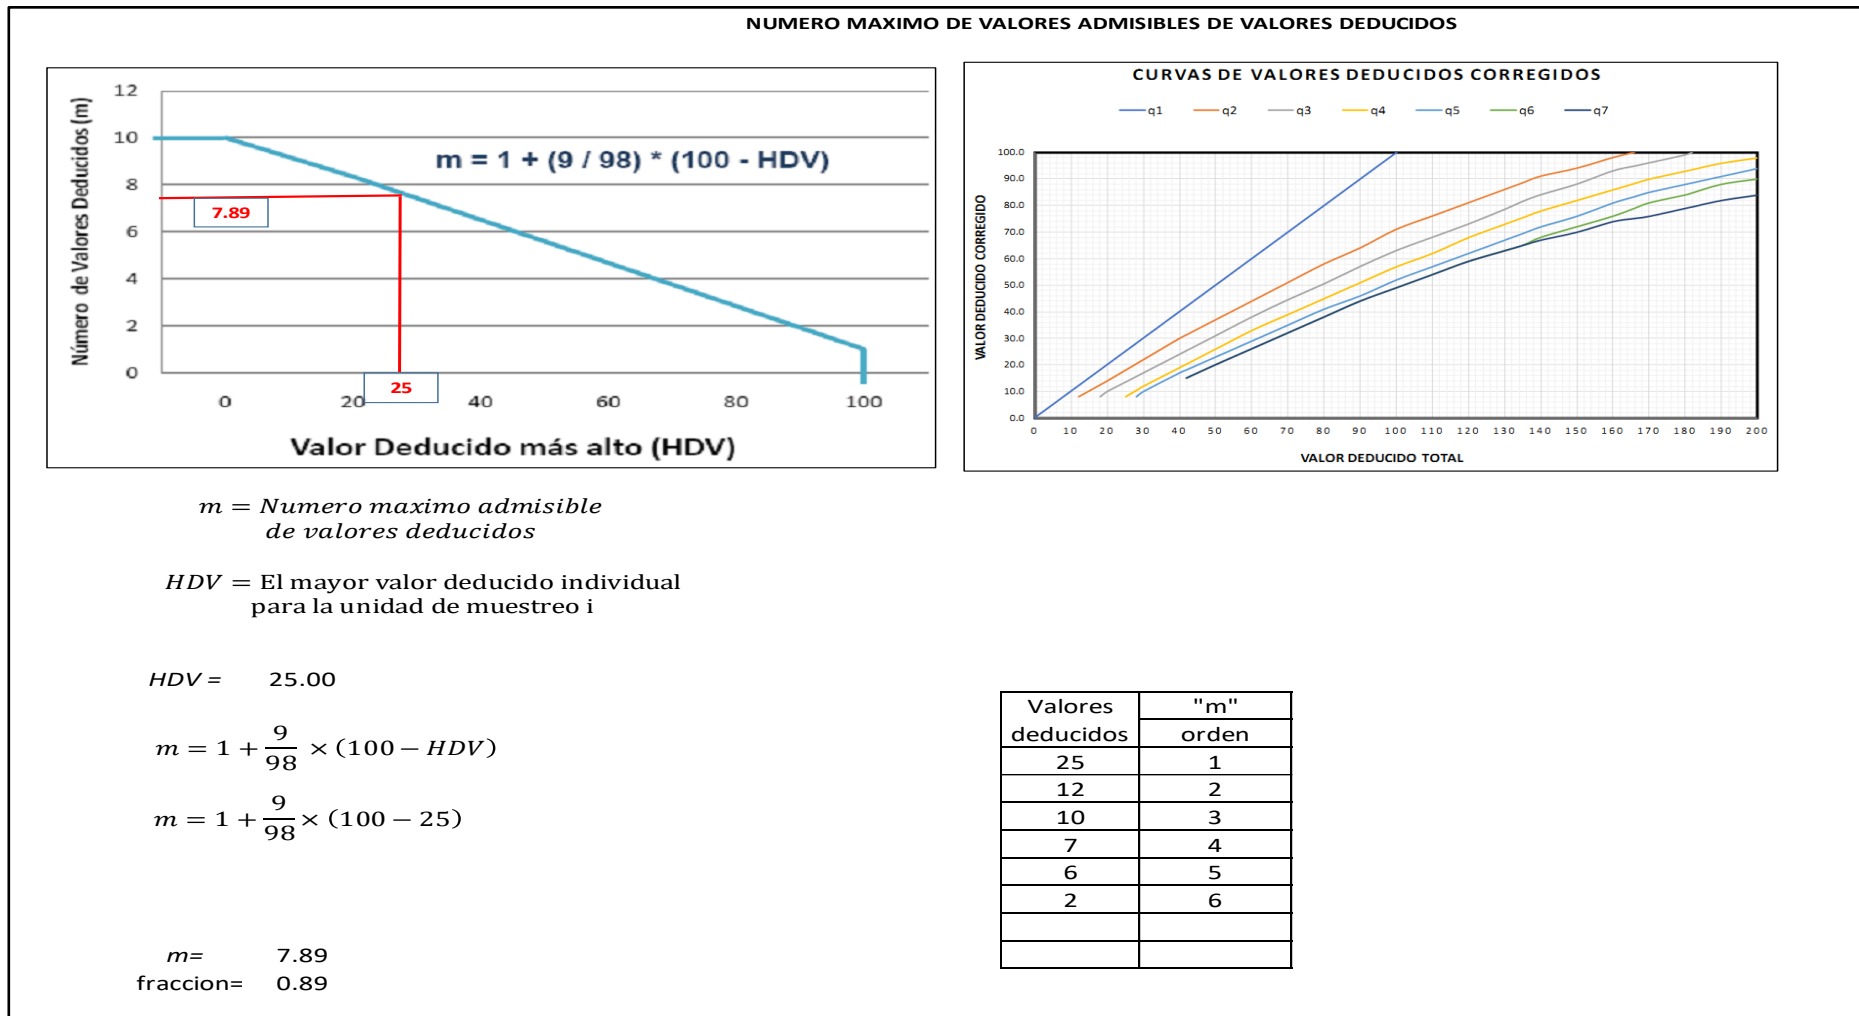 NUMERO MAXIMO DE VALORES ADMISIBLES DE VALORES DEDUCIDOS
Número de Valores Deducidos (m)
12
10
8
6
4
2
0
m = 1 + (9 / 98) * (100 - HDV)
7.89
25
0
20
40
60
80
100
Valor Deducido más alto (HDV)
CURVAS DE VALORES DEDUCIDOS CORREGIDOS
q1 q2 q3 q4 q5 q6 q7
VALOR DEDUCIDO CORREGIDO
100.0
90.0
80.0
70.0
60.0
50.0
40.0
30.0
20.0
10.0
0.0
0 10 20 30 40 50 60 70 80 90 100 110 120 130 140 150 160 170 180 190 200
VALOR DEDUCIDO TOTAL
m = Numero maximo admisible
de valores deducidos
HDV = El mayor valor deducido individual
para la unidad de muestreo i
HDV = 25.00
m = 1 + 9/98 × (100 − HDV)
m = 1 + 9/98 × (100 − 25)
m= 7.89
fraccion= 0.89
Valores "m"
deducidos orden
25 1
12 2
10 3
7 4
6 5
2 6